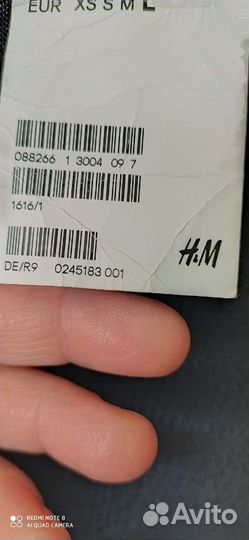 EUR XS S M L
088266 1 3004 09 7
1616/1
H&M
DE/R9 0245183 001
REDMI NOTE 8
AI QUAD CAMERA
Avito